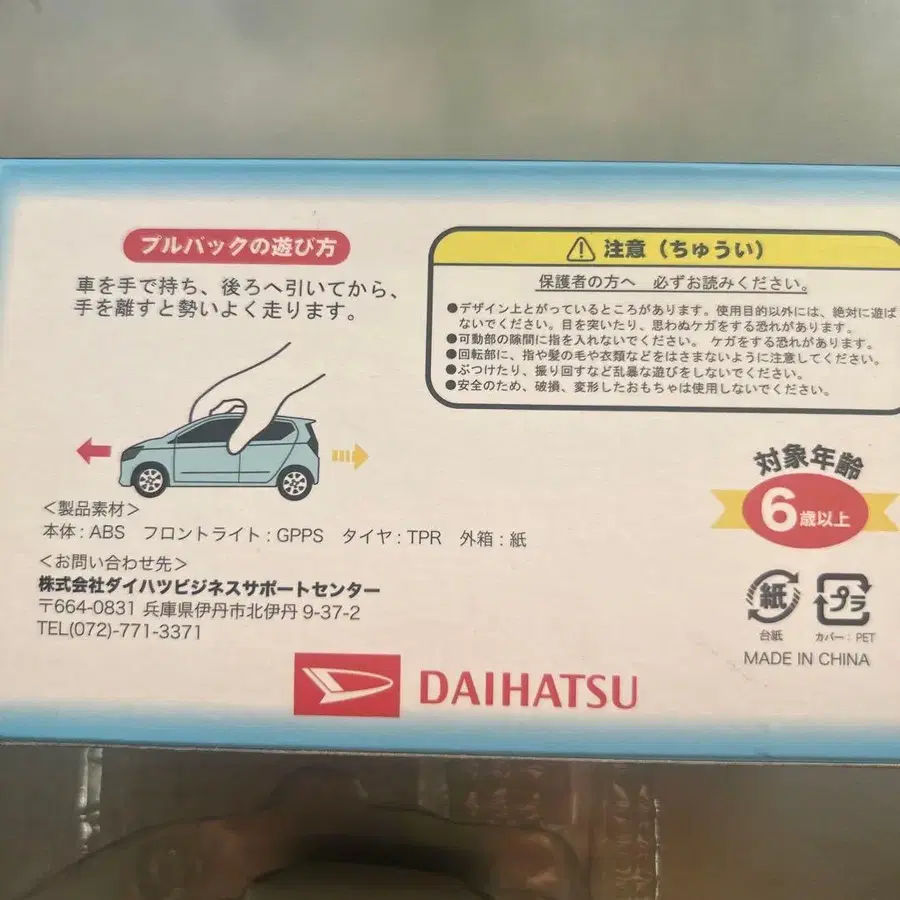 プルバックの遊び方
車を手で持ち、後ろへ引いてから、
手を離すと勢いよく走ります。
注意（ちゅうい）
保護者の方へ 必ずお読みください。
●デザイン上とがっているところがあります。使用目的以外には、絶対に遊ば
ないでください。目を突いたり、思わぬケガをする恐れがあります。
●可動部の隙間に指を入れないでください。 ケガをする恐れがあります。
●回転部に、指や髪の毛や衣類などをはさまないように注意してください。
●ぶつけたり、振り回すなど乱暴な遊びをしないでください。
●安全のため、破損、変形したおもちゃは使用しないでください。
対象年齢
6歳以上
＜製品素材＞
本体 : ABS フロントライト : GPPS タイヤ : TPR 外箱 : 紙
＜お問い合わせ先＞
株式会社ダイハツビジネスサポートセンター
〒664-0831 兵庫県伊丹市北伊丹 9-37-2
TEL(072)-771-3371
紙
台紙
プラ
カバー : PET
MADE IN CHINA
DAIHATSU